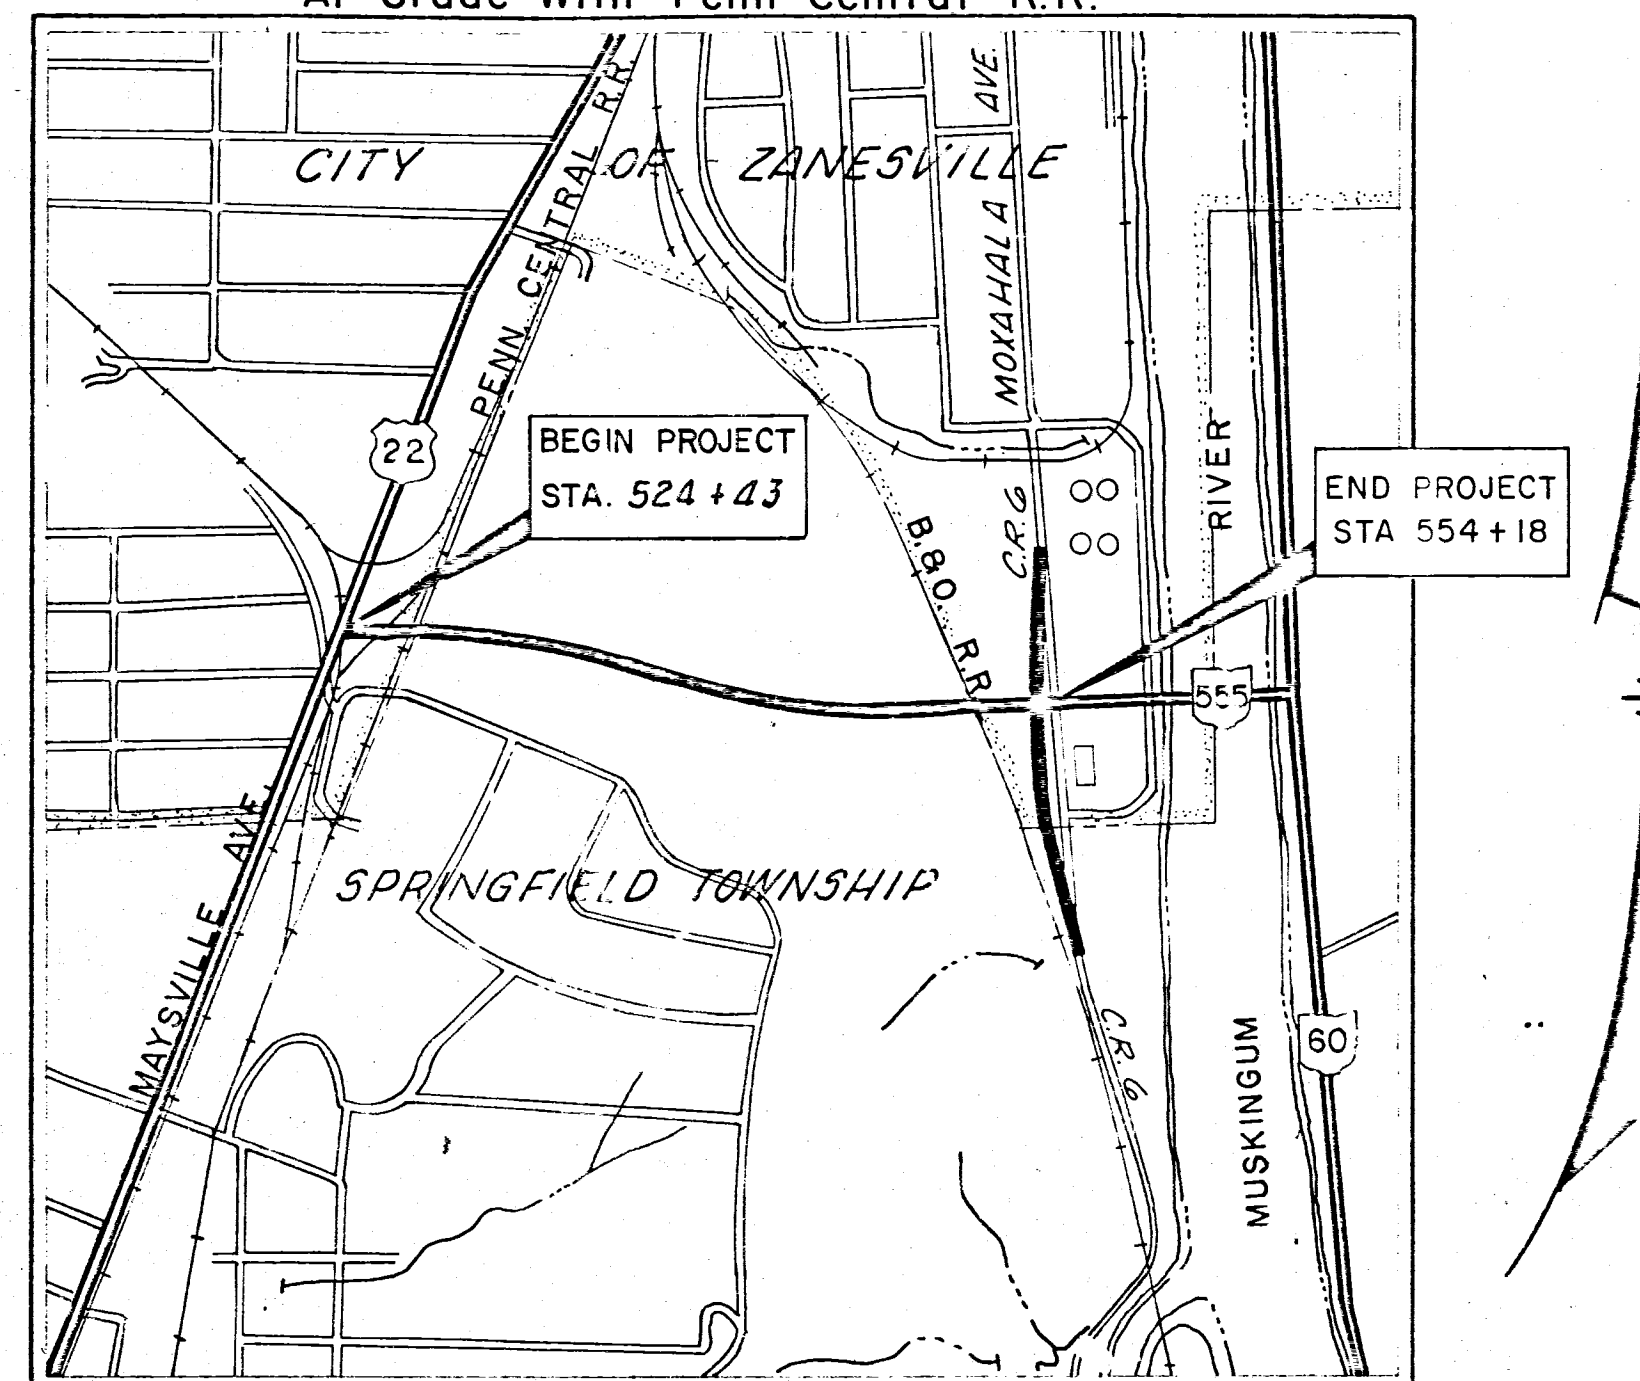 At Grade With Penn Central R.R.
CITY OF ZANESVILLE
PENN CENTRAL R.R.
MOXAHALA AVE.
22
BEGIN PROJECT
STA. 524+43
C.R. 6
B.&O. R.R.
RIVER
END PROJECT
STA 554+18
555
MAYSVILLE AVE.
SPRINGFIELD TOWNSHIP
C.R. 6
MUSKINGUM
60